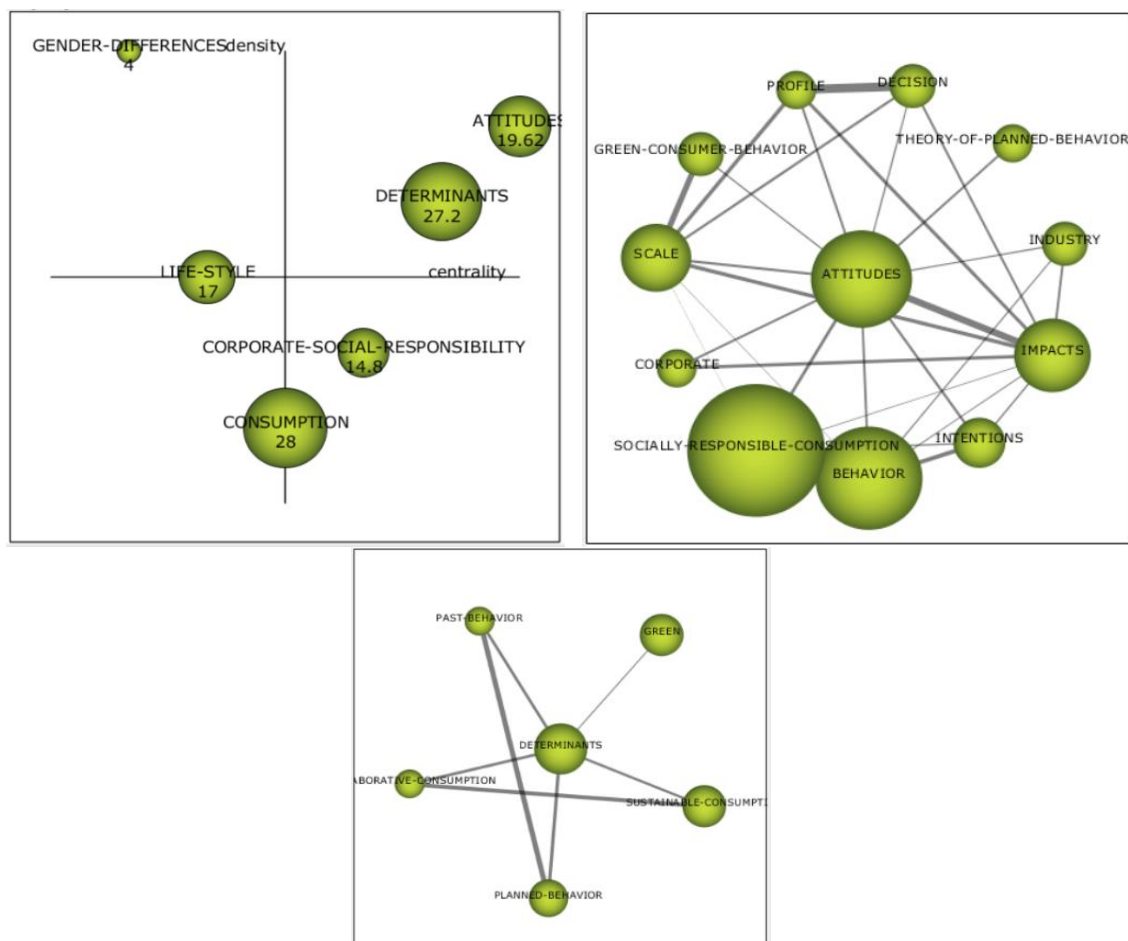 GENDER-DIFFERENCES
4
density
ATTITUDES
19.62
DETERMINANTS
27.2
LIFE-STYLE
17
centrality
CORPORATE-SOCIAL-RESPONSIBILITY
14.8
CONSUMPTION
28
PROFILE
DECISION
GREEN-CONSUMER-BEHAVIOR
THEORY-OF-PLANNED-BEHAVIOR
SCALE
INDUSTRY
ATTITUDES
IMPACTS
CORPORATE
SOCIALLY-RESPONSIBLE-CONSUMPTION
INTENTIONS
BEHAVIOR
PAST-BEHAVIOR
GREEN
DETERMINANTS
ABORATIVE-CONSUMPTION
SUSTAINABLE-CONSUMPTI
PLANNED-BEHAVIOR